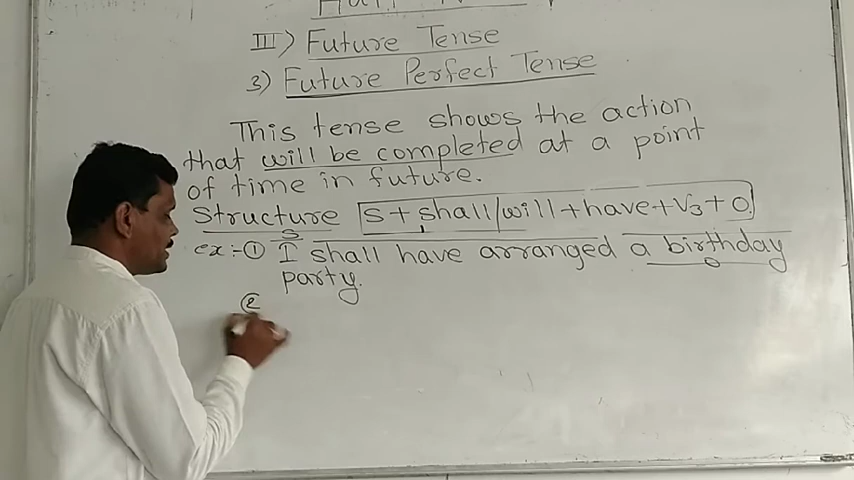 III) Future Tense
3) Future Perfect Tense
This tense shows the action
that will be completed at a point
of time in future.
Structure S + shall/will + have + V3 + O.
S
ex :- ① I shall have arranged a birthday
O
party.
②